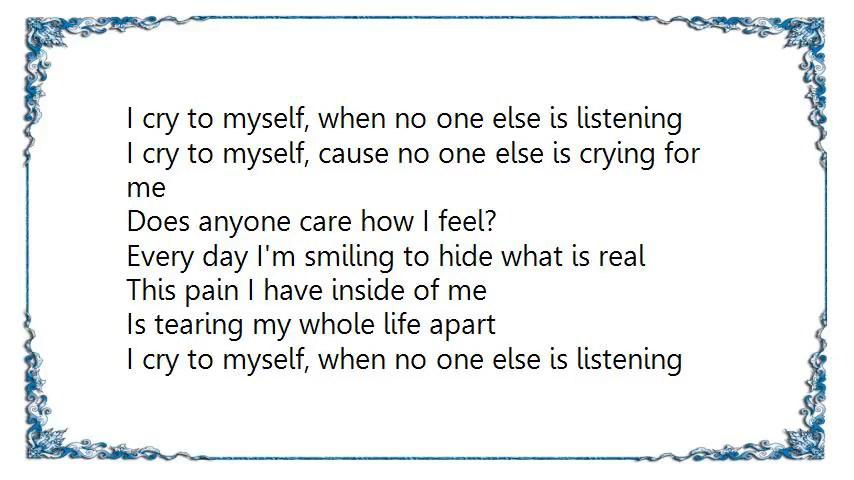 I cry to myself, when no one else is listening
I cry to myself, cause no one else is crying for
me
Does anyone care how I feel?
Every day I'm smiling to hide what is real
This pain I have inside of me
Is tearing my whole life apart
I cry to myself, when no one else is listening